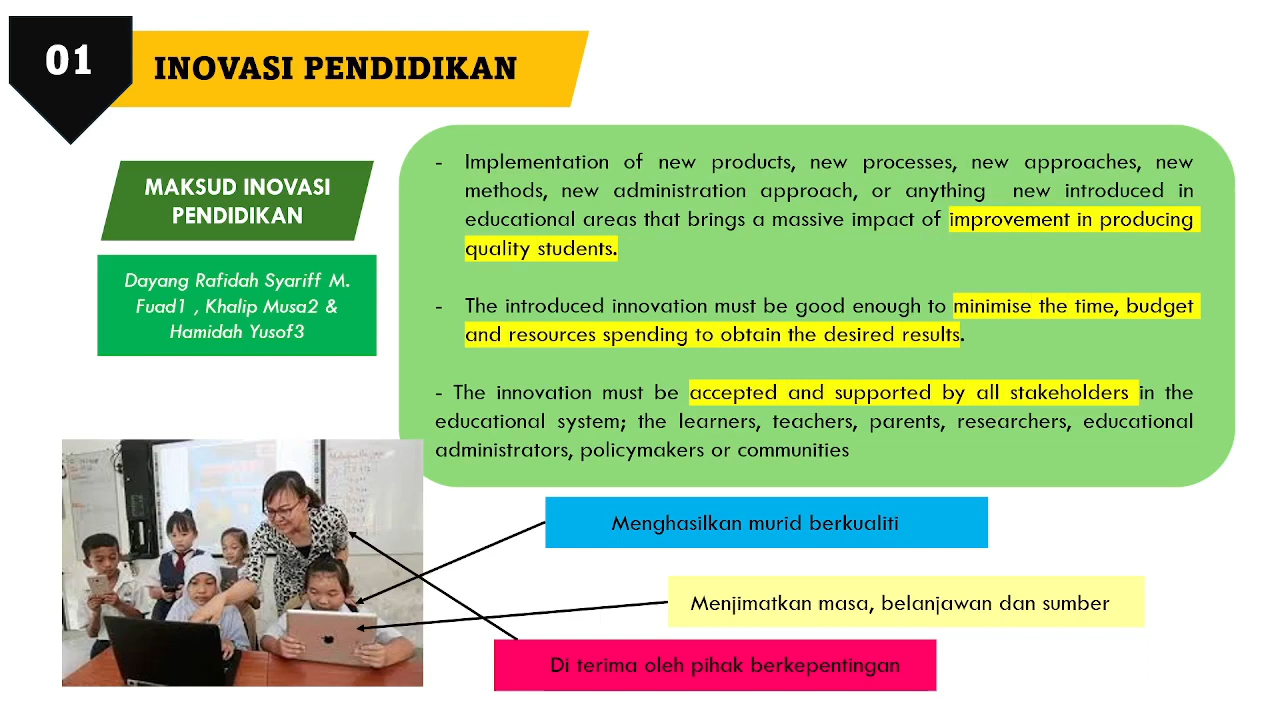 01
INOVASI PENDIDIKAN
MAKSUD INOVASI
PENDIDIKAN
Dayang Rafidah Syariff M.
Fuad1 , Khalip Musa2 &
Hamidah Yusof3
- Implementation of new products, new processes, new approaches, new
methods, new administration approach, or anything new introduced in
educational areas that brings a massive impact of improvement in producing
quality students.
- The introduced innovation must be good enough to minimise the time, budget
and resources spending to obtain the desired results.
- The innovation must be accepted and supported by all stakeholders in the
educational system; the learners, teachers, parents, researchers, educational
administrators, policymakers or communities
Menghasilkan murid berkualiti
Menjimatkan masa, belanjawan dan sumber
Di terima oleh pihak berkepentingan